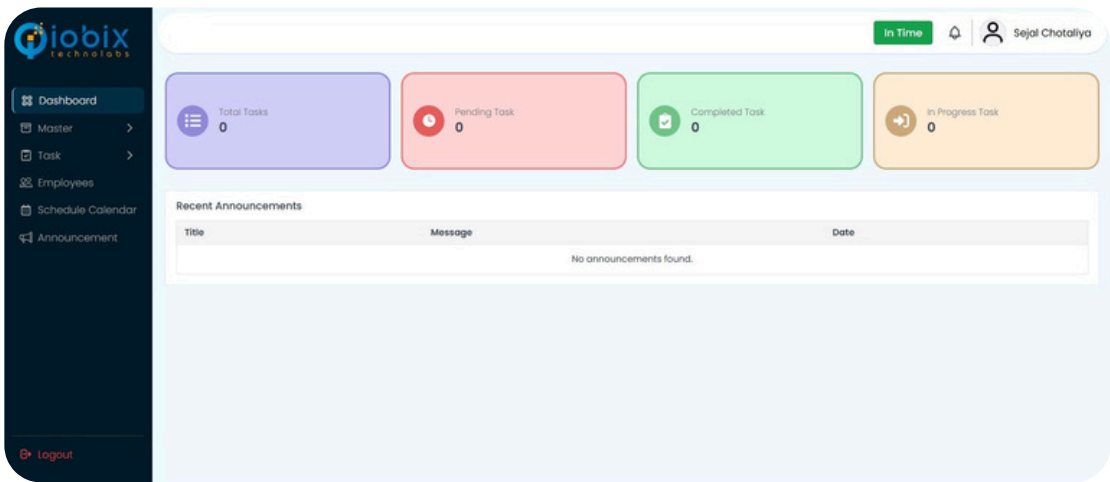 Qiobix
technolabs
In Time
Sejal Chotaliya
Dashboard
Master
Task
Employees
Schedule Calendar
Announcement
Logout
Total Tasks
0
Pending Task
0
Completed Task
0
In Progress Task
0
Recent Announcements
Title Message Date
No announcements found.